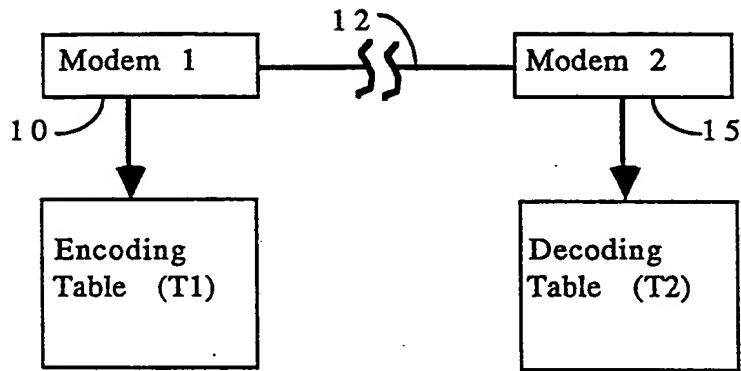 12
Modem 1
Modem 2
10
15
Encoding
Table (T1)
Decoding
Table (T2)